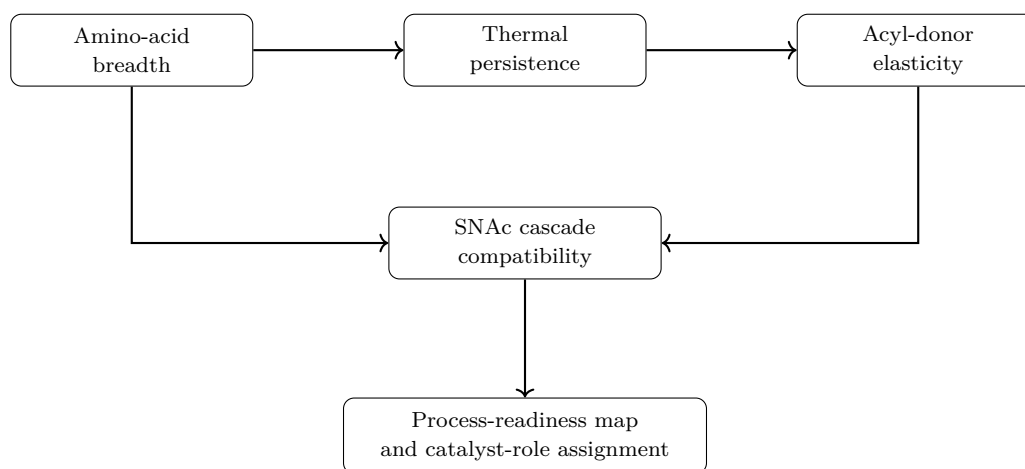 Amino-acid
breadth
Thermal
persistence
Acyl-donor
elasticity
SNAc cascade
compatibility
Process-readiness map
and catalyst-role assignment